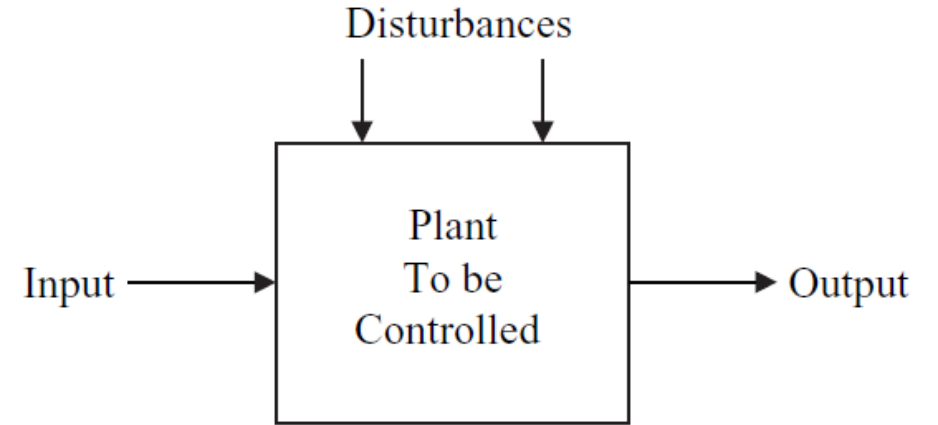 Disturbances
Plant
To be
Controlled
Input
Output